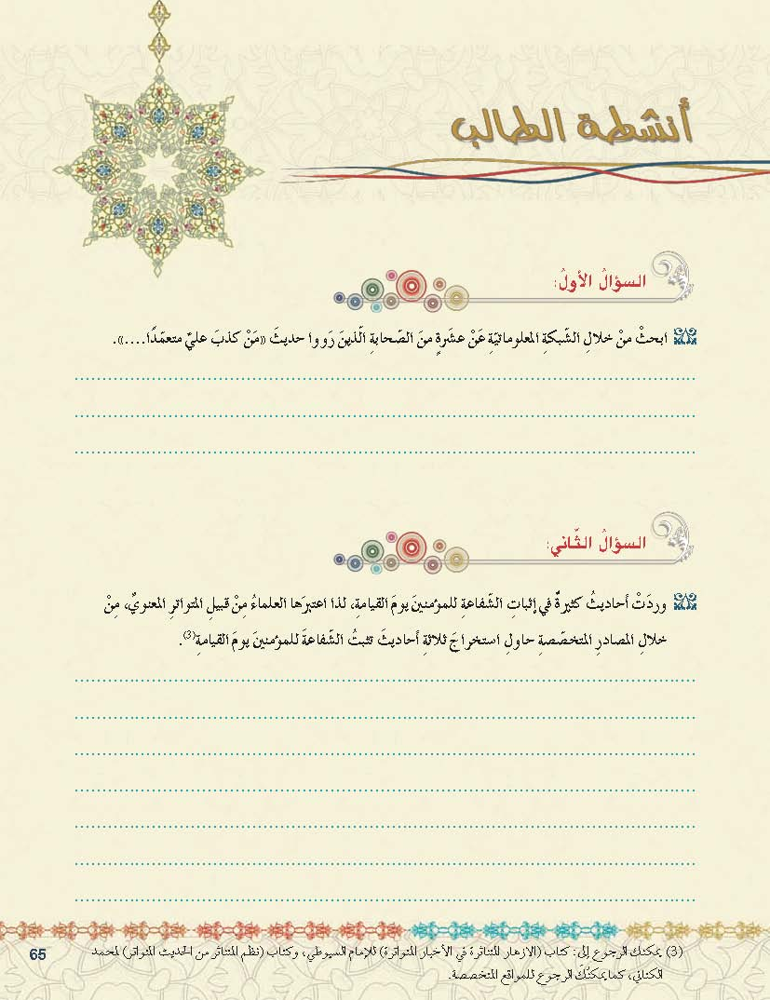 أنشطة الطالب
السؤالُ الأولُ:
ابحثْ منْ خلالِ الشّبكةِ المعلوماتيّةِ عَنْ عشَرةٍ منَ الصّحابةِ الَّذينَ رَووا حديثَ «مَنْ كذبَ عليّ متعمّدًا....».
السؤالُ الثّاني:
وردَتْ أحاديثُ كثيرةٌ في إثباتِ الشّفاعةِ للمؤمنينَ يومَ القيامةِ، لذا اعتبرَها العلماءُ مِنْ قبيلِ المتواترِ المعنويِّ، مِنْ
خلالِ المصادرِ المتخصّصةِ حاولِ استخراجَ ثلاثةِ أحاديثَ تثبتُ الشّفاعةَ للمؤمنينَ يومَ القيامةِ(3).
(3) يمكنك الرجوع إلى: كتاب (الازهار المتناثرة في الأخبار المتواترة) للإمام السيوطي، وكتاب (نظم المتناثر من الحديث المتواتر) لمحمد
الكتاني، كما يمكنُكَ الرجوع للمواقع المتخصصة.
65